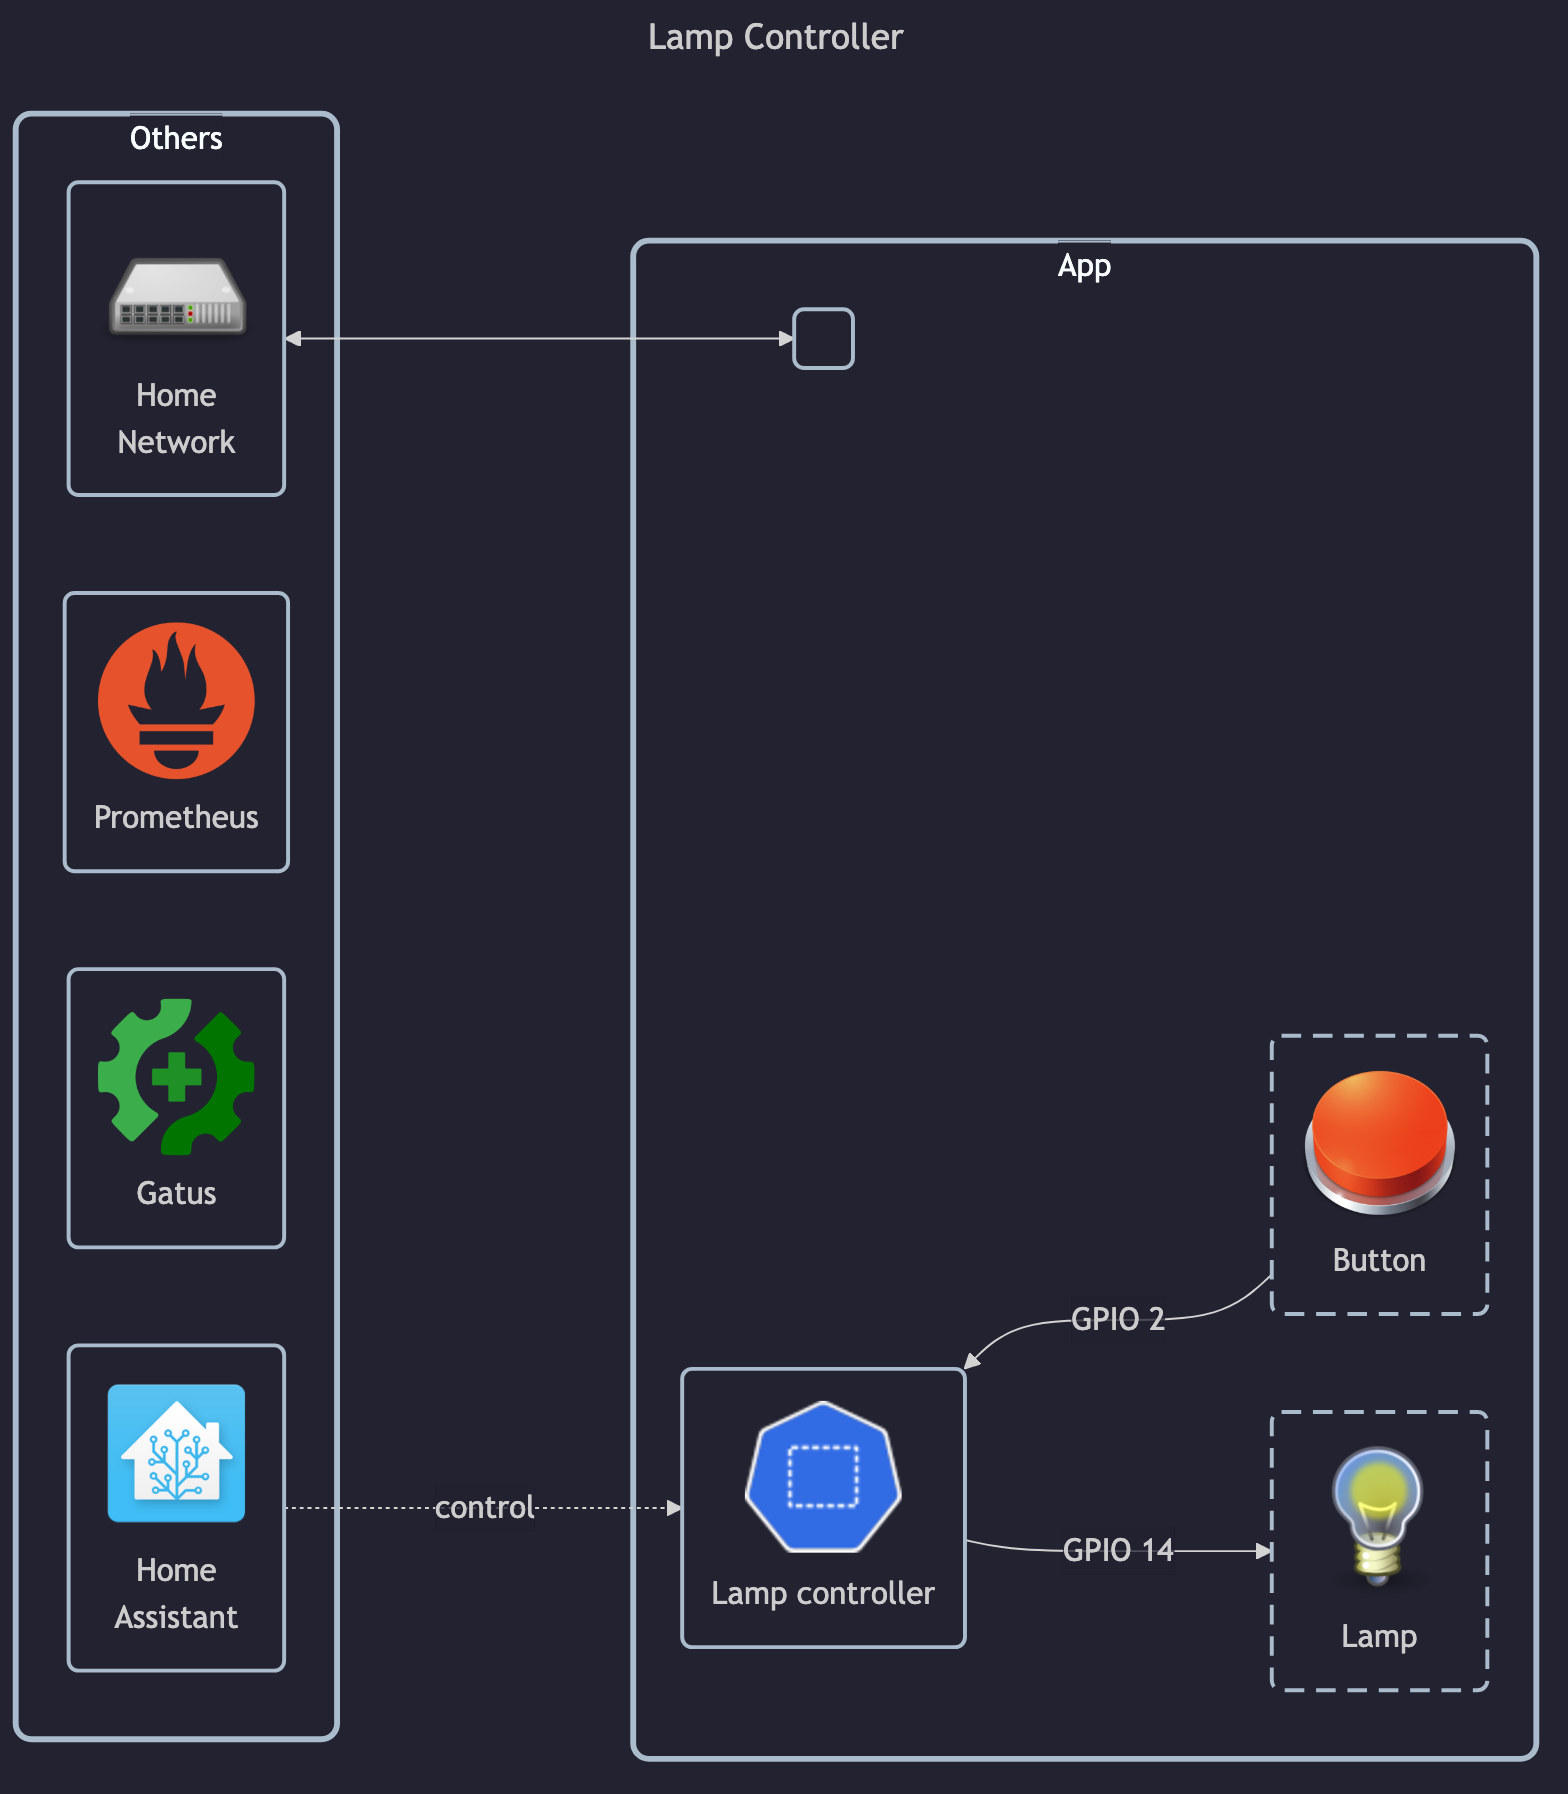 Lamp Controller
Others
Home
Network
Prometheus
Gatus
Home
Assistant
control
App
Button
GPIO 2
Lamp controller
GPIO 14
Lamp